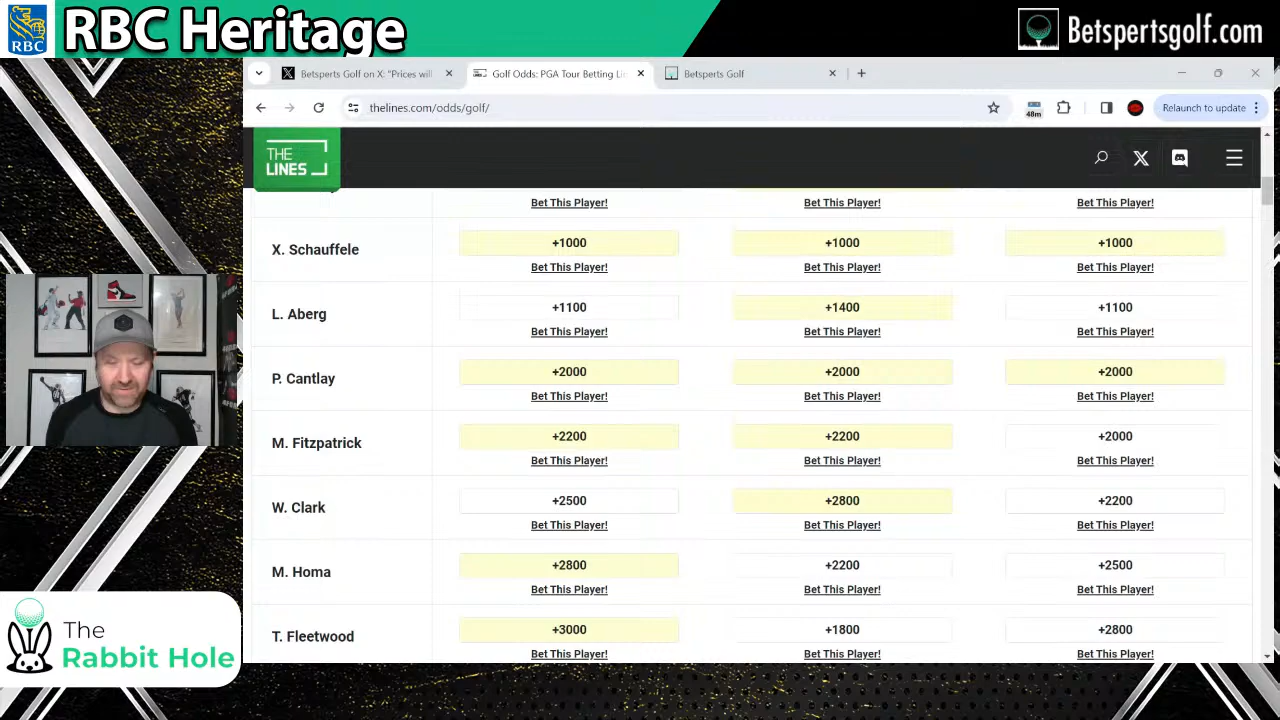 RBC
RBC Heritage
Betspertsgolf.com
Betsperts Golf on X: "Prices wil
Golf Odds: PGA Tour Betting Li
Betsperts Golf
thelines.com/odds/golf/
48m
Relaunch to update
THE
LINES
Bet This Player! Bet This Player! Bet This Player!
X. Schauffele +1000 +1000 +1000
Bet This Player! Bet This Player! Bet This Player!
L. Aberg +1100 +1400 +1100
Bet This Player! Bet This Player! Bet This Player!
P. Cantlay +2000 +2000 +2000
Bet This Player! Bet This Player! Bet This Player!
M. Fitzpatrick +2200 +2200 +2000
Bet This Player! Bet This Player! Bet This Player!
W. Clark +2500 +2800 +2200
Bet This Player! Bet This Player! Bet This Player!
M. Homa +2800 +2200 +2500
Bet This Player! Bet This Player! Bet This Player!
T. Fleetwood +3000 +1800 +2800
Bet This Player! Bet This Player! Bet This Player!
The
Rabbit Hole